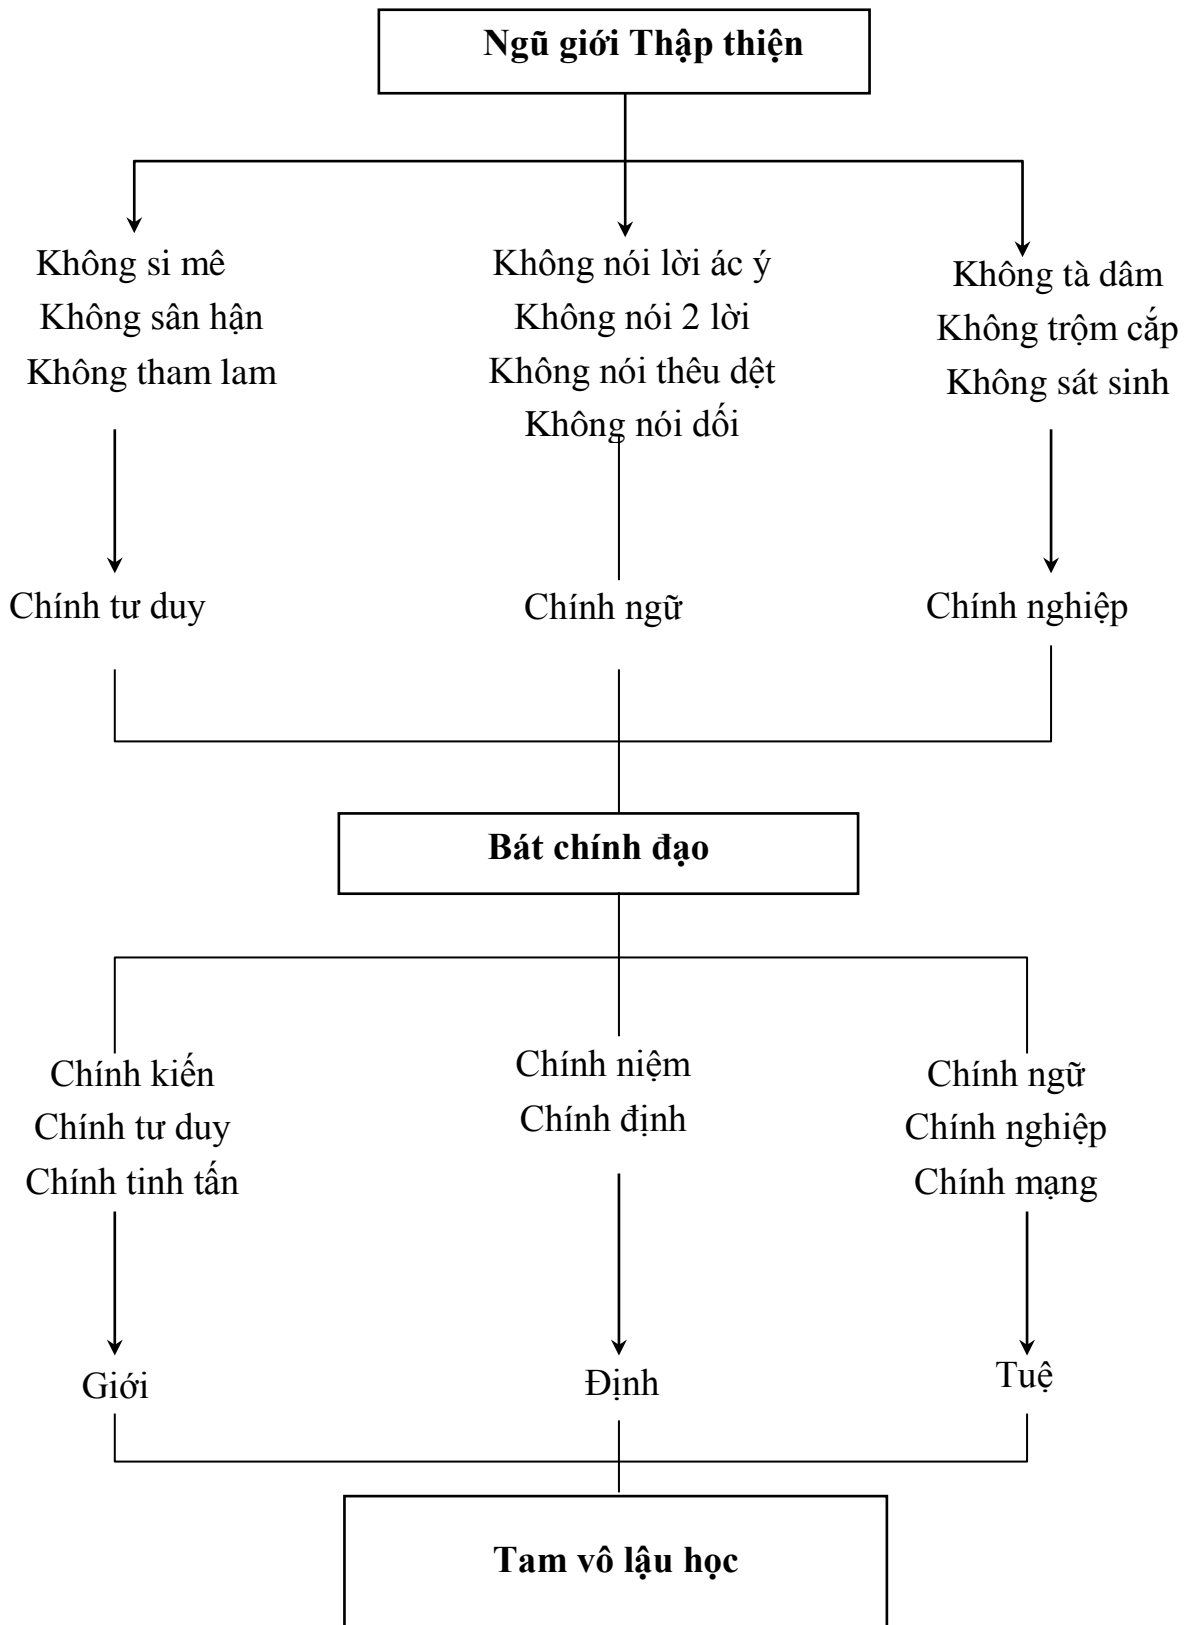 Ngũ giới Thập thiện
Không si mê
Không sân hận
Không tham lam
Không nói lời ác ý
Không nói 2 lời
Không nói thêu dệt
Không nói dối
Không tà dâm
Không trộm cắp
Không sát sinh
Chính tư duy
Chính ngữ
Chính nghiệp
Bát chính đạo
Chính kiến
Chính tư duy
Chính tinh tấn
Chính niệm
Chính định
Chính ngữ
Chính nghiệp
Chính mạng
Giới
Định
Tuệ
Tam vô lậu học